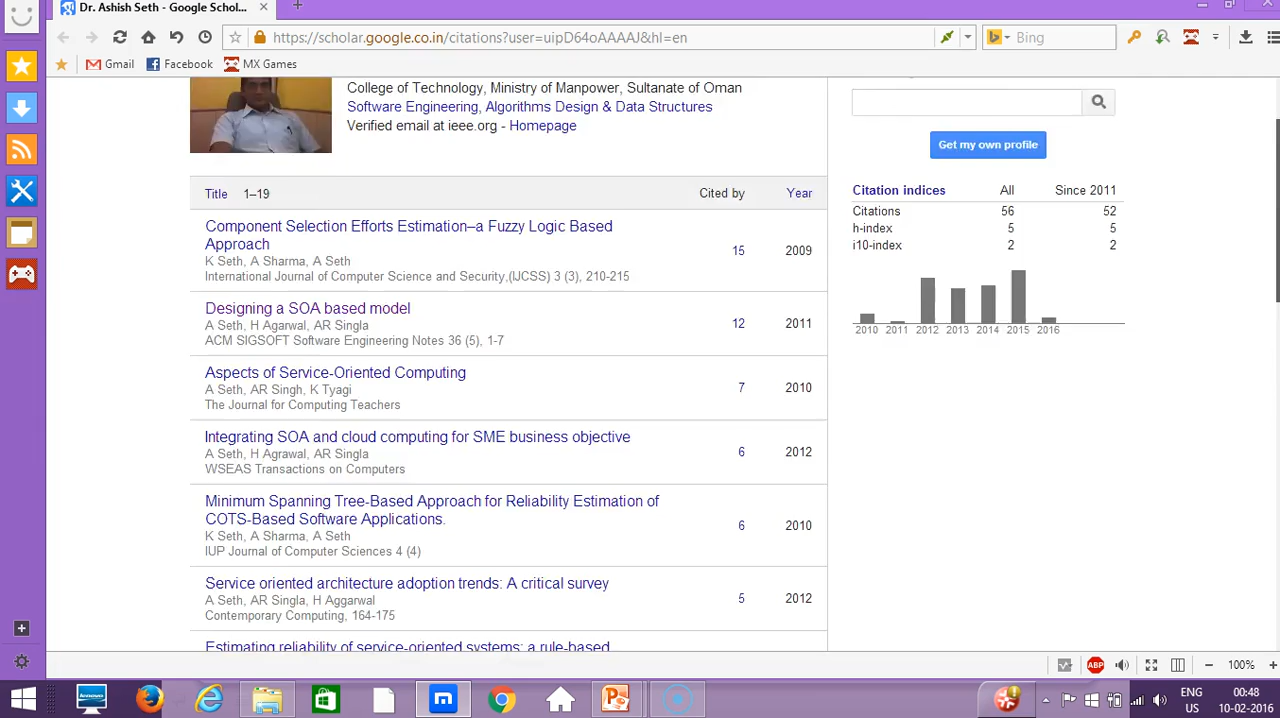 Dr. Ashish Seth - Google Schol...
https://scholar.google.co.in/citations?user=uipD64oAAAAJ&hl=en
Bing
Gmail
Facebook
MX Games
College of Technology, Ministry of Manpower, Sultanate of Oman
Software Engineering, Algorithms Design & Data Structures
Verified email at ieee.org - Homepage
Get my own profile
Title 1–19 Cited by Year
Component Selection Efforts Estimation–a Fuzzy Logic Based
Approach
K Seth, A Sharma, A Seth
International Journal of Computer Science and Security,(IJCSS) 3 (3), 210-215
15 2009
Designing a SOA based model
A Seth, H Agarwal, AR Singla
ACM SIGSOFT Software Engineering Notes 36 (5), 1-7
12 2011
Aspects of Service-Oriented Computing
A Seth, AR Singh, K Tyagi
The Journal for Computing Teachers
7 2010
Integrating SOA and cloud computing for SME business objective
A Seth, H Agrawal, AR Singla
WSEAS Transactions on Computers
6 2012
Minimum Spanning Tree-Based Approach for Reliability Estimation of
COTS-Based Software Applications.
K Seth, A Sharma, A Seth
IUP Journal of Computer Sciences 4 (4)
6 2010
Service oriented architecture adoption trends: A critical survey
A Seth, AR Singla, H Aggarwal
Contemporary Computing, 164-175
5 2012
Estimating reliability of service-oriented systems: a rule-based
Citation indices All Since 2011
Citations 56 52
h-index 5 5
i10-index 2 2
2010 2011 2012 2013 2014 2015 2016
ABP
100%
lenovo
ENG
US
00:48
10-02-2016